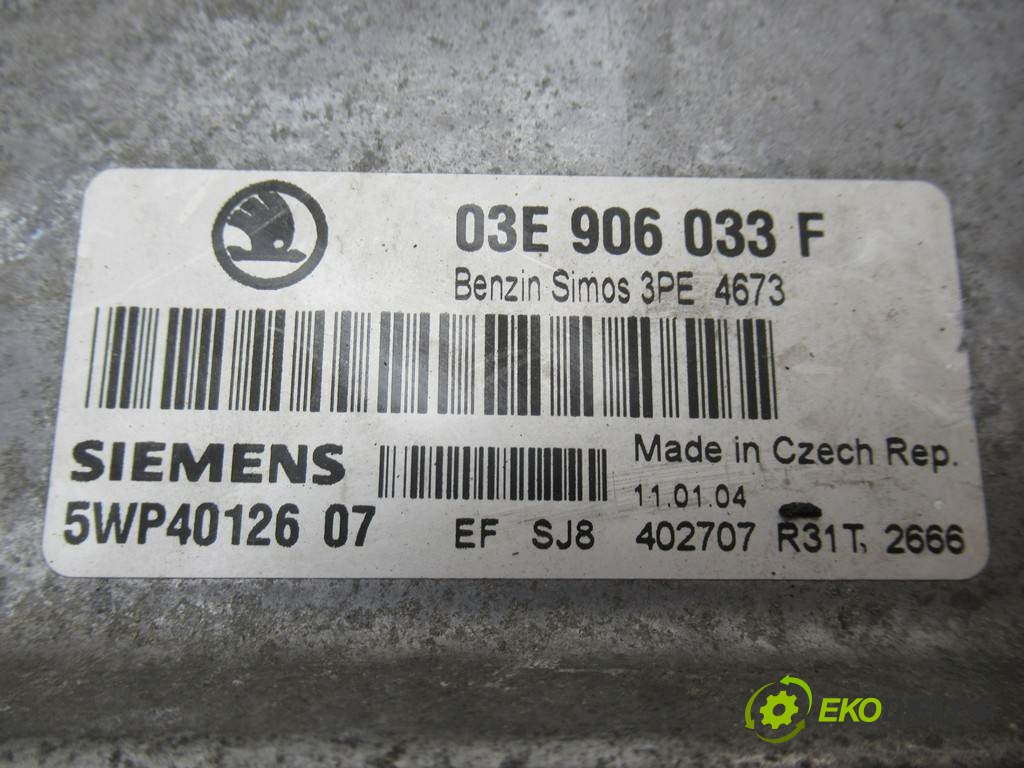 03E 906 033 F
Benzin Simos 3PE 4673
SIEMENS
Made in Czech Rep.
11.01.04
5WP40126 07
EF SJ8 402707 R31T, 2666
EKO